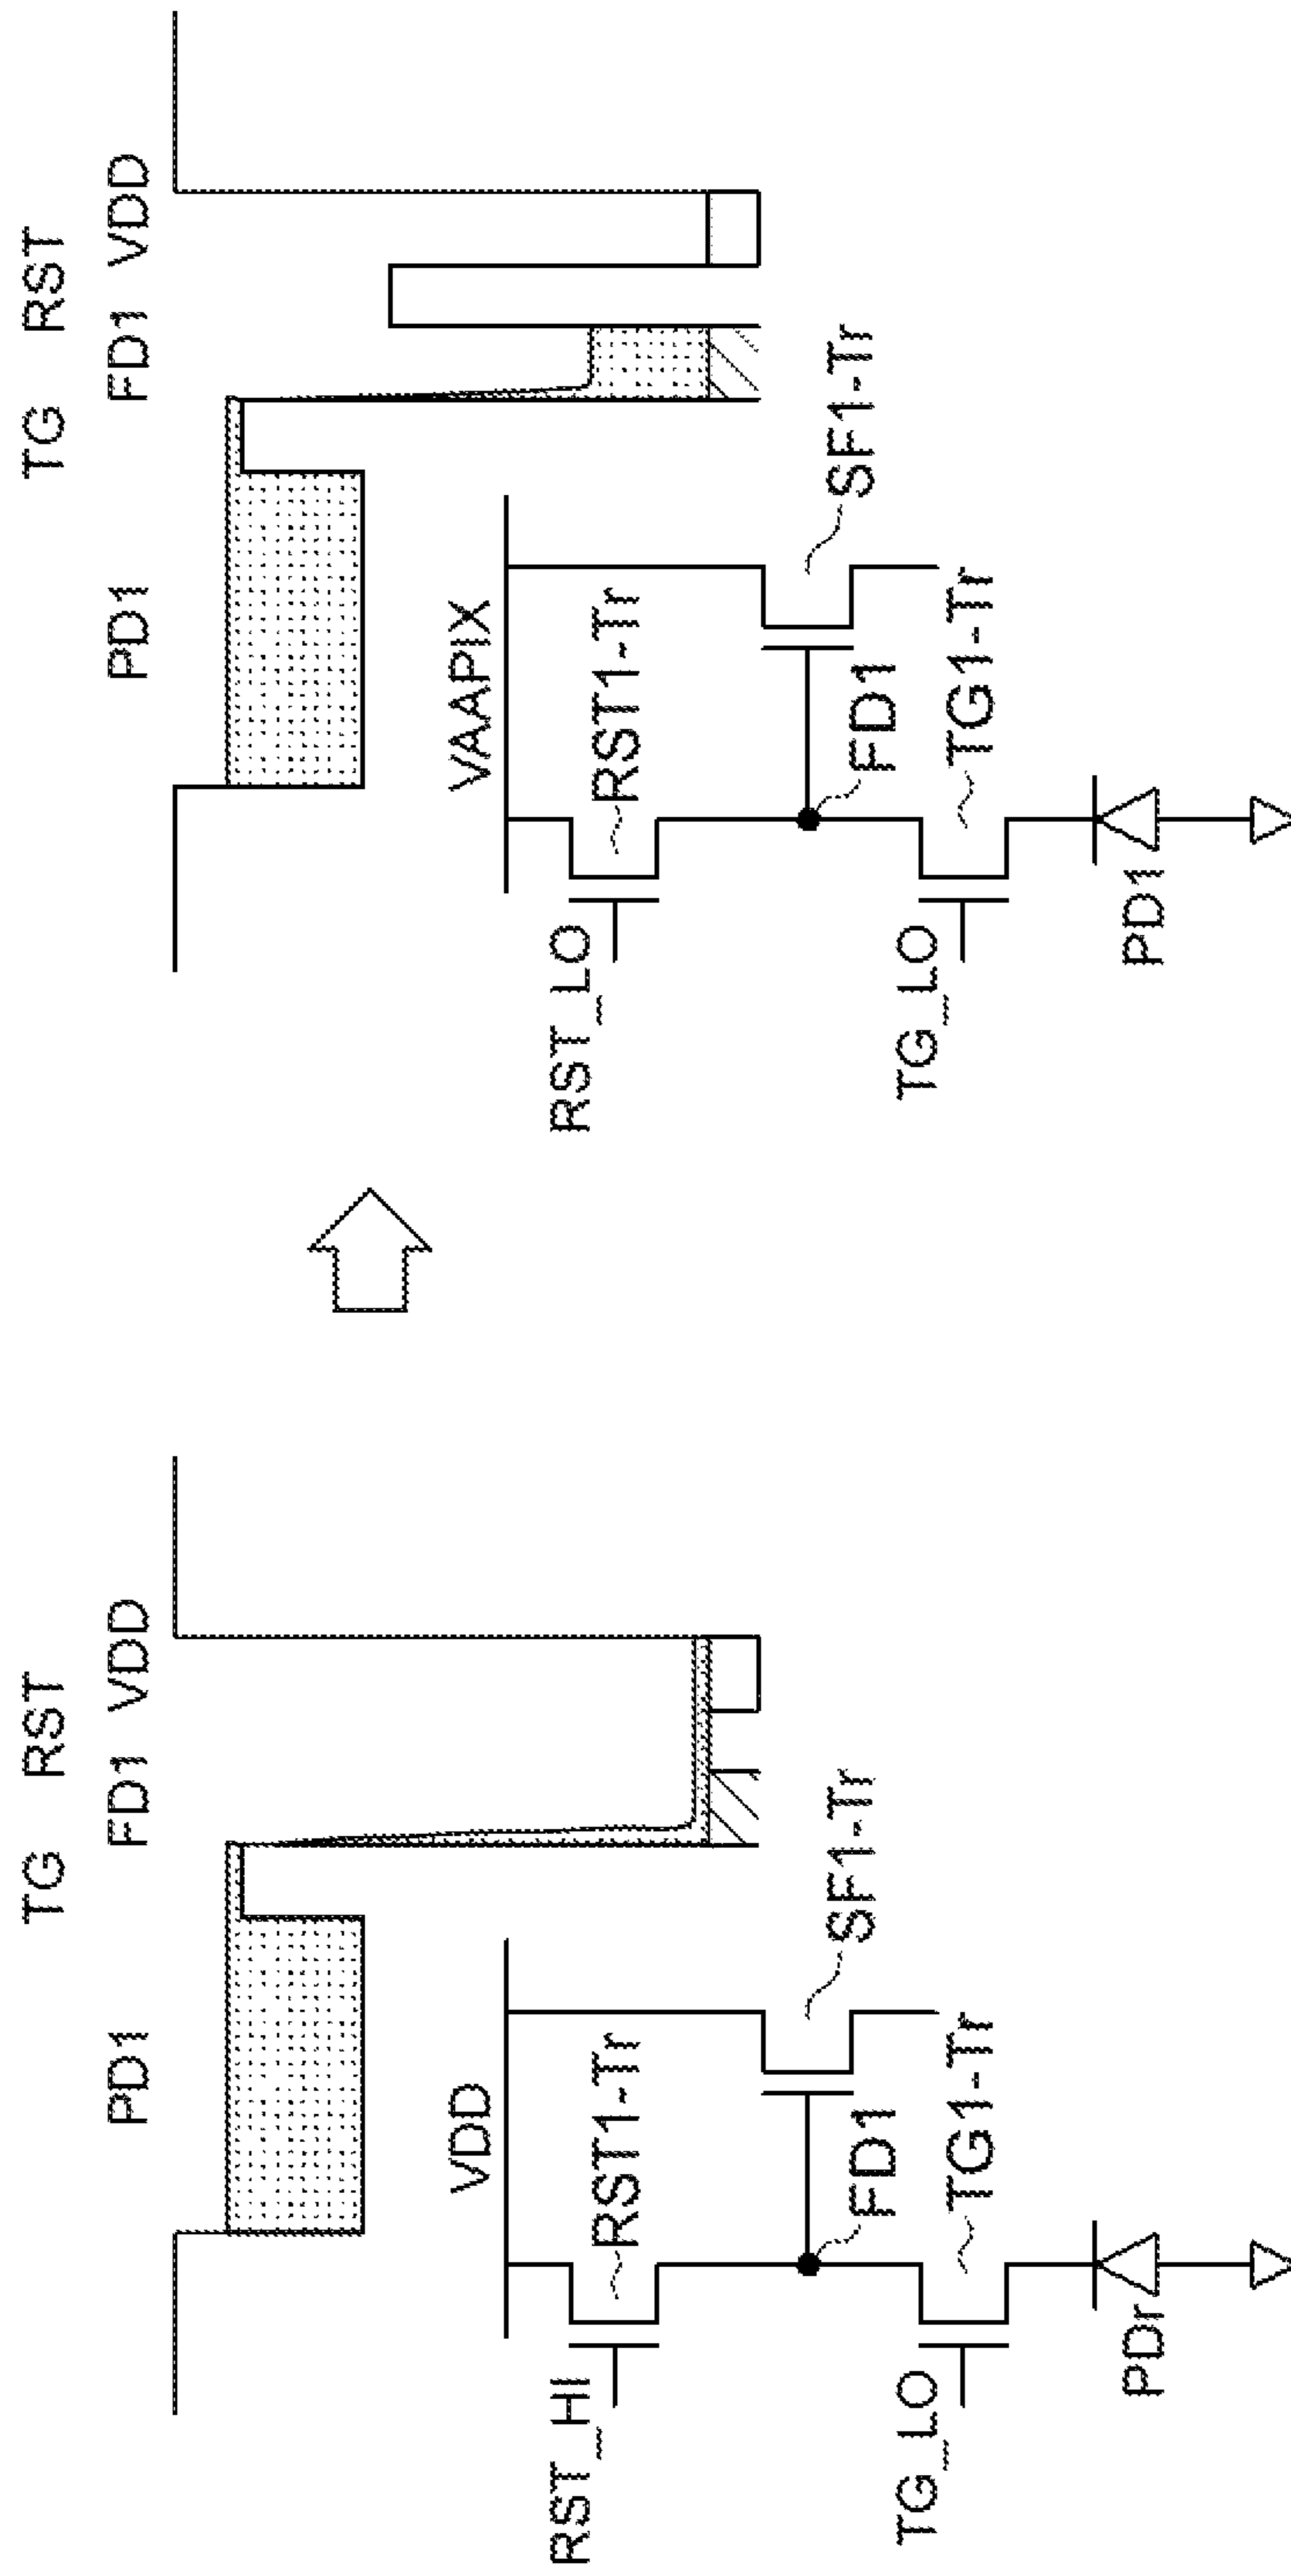 TG RST
PD1 FD1 VDD
VDD
RST_HI
RST1-Tr
FD1
SF1-Tr
TG_LO
TG1-Tr
PDr
TG RST
PD1 FD1 VDD
VAAPIX
RST_LO
RST1-Tr
FD1
SF1-Tr
TG_LO
TG1-Tr
PD1